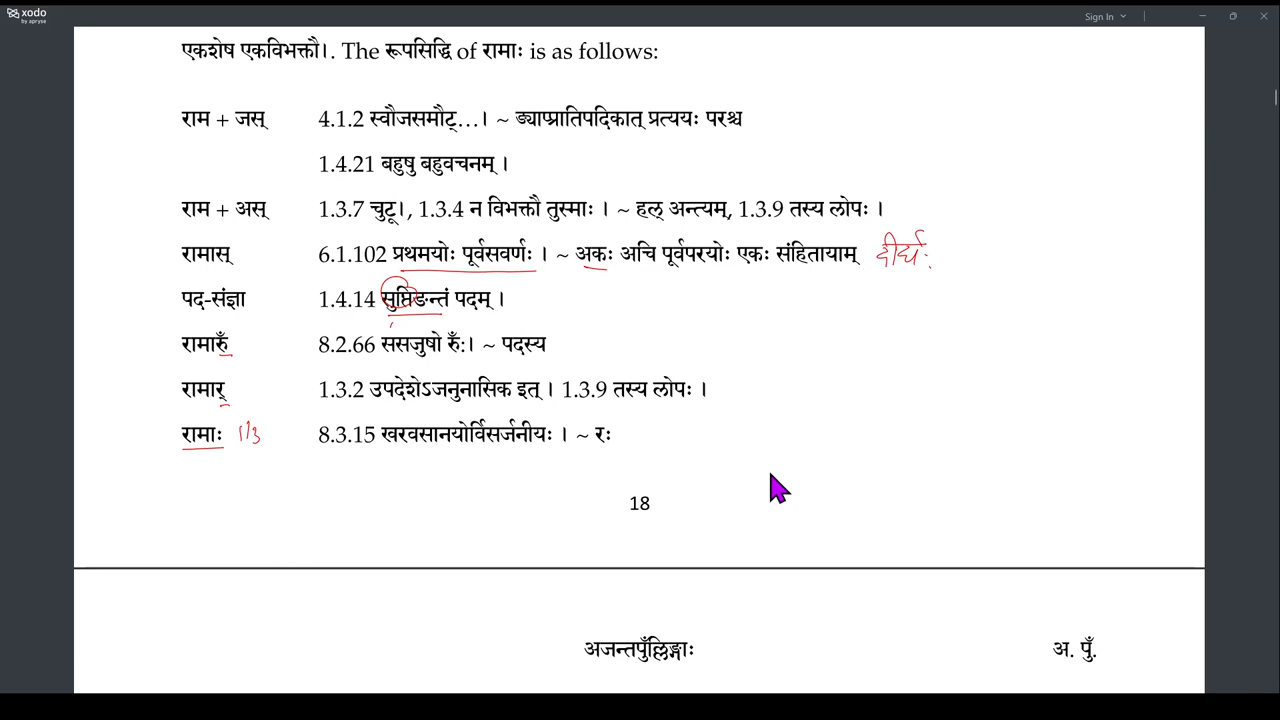 xodo
by apryse
Sign In
एकशेष एकविभक्तौ।. The रूपसिद्धि of रामाः is as follows:
राम + जस् 4.1.2 स्वौजसमौट्...। ~ ङ्याप्प्रातिपदिकात् प्रत्ययः परश्च
1.4.21 बहुषु बहुवचनम् ।
राम + अस् 1.3.7 चुटू।, 1.3.4 न विभक्तौ तुस्माः । ~ हल् अन्त्यम्, 1.3.9 तस्य लोपः ।
रामास् 6.1.102 प्रथमयोः पूर्वसवर्णः । ~ अकः अचि पूर्वपरयोः एकः संहितायाम् दीर्घः
पद-संज्ञा 1.4.14 सुप्तिङन्तं पदम् ।
रामारुँ 8.2.66 ससजुषो रुँः। ~ पदस्य
रामार् 1.3.2 उपदेशेऽजनुनासिक इत् । 1.3.9 तस्य लोपः ।
रामाः 1/3 8.3.15 खरवसानयोर्विसर्जनीयः । ~ रः
18
अजन्तपुँल्लिङ्गाः अ. पुँ.